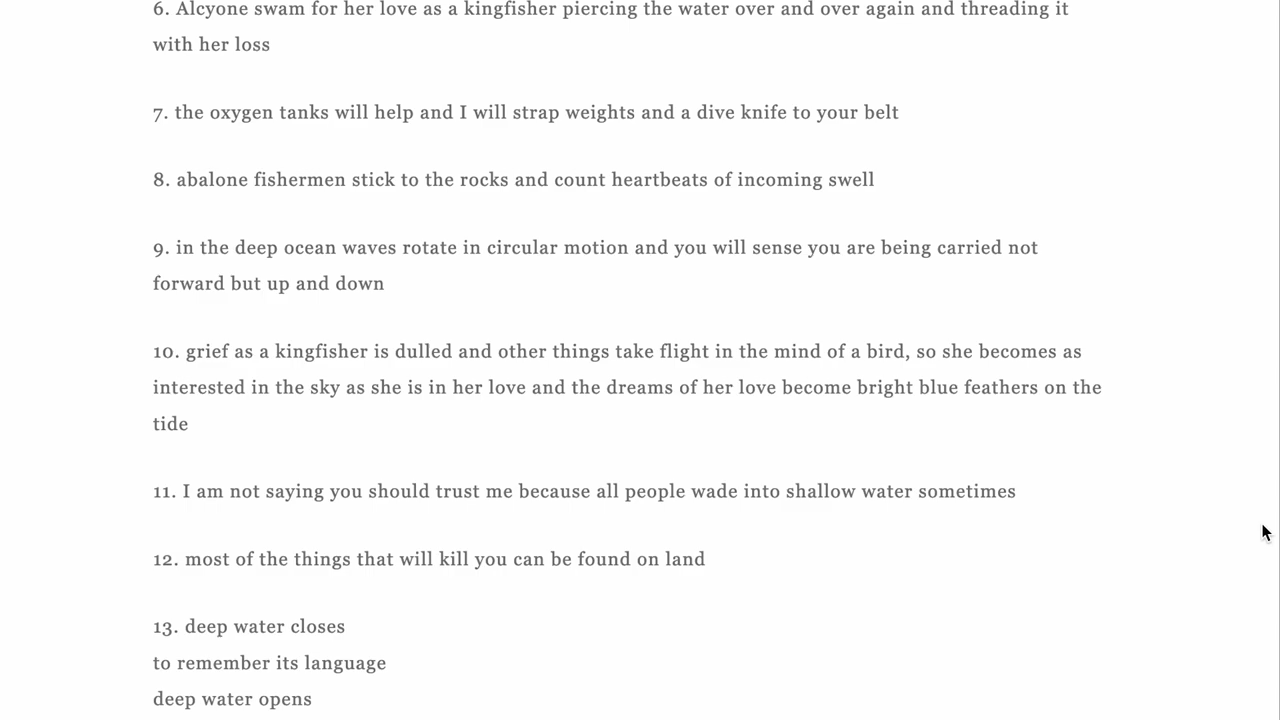 6. Alcyone swam for her love as a kingfisher piercing the water over and over again and threading it
with her loss
7. the oxygen tanks will help and I will strap weights and a dive knife to your belt
8. abalone fishermen stick to the rocks and count heartbeats of incoming swell
9. in the deep ocean waves rotate in circular motion and you will sense you are being carried not
forward but up and down
10. grief as a kingfisher is dulled and other things take flight in the mind of a bird, so she becomes as
interested in the sky as she is in her love and the dreams of her love become bright blue feathers on the
tide
11. I am not saying you should trust me because all people wade into shallow water sometimes
12. most of the things that will kill you can be found on land
13. deep water closes
to remember its language
deep water opens